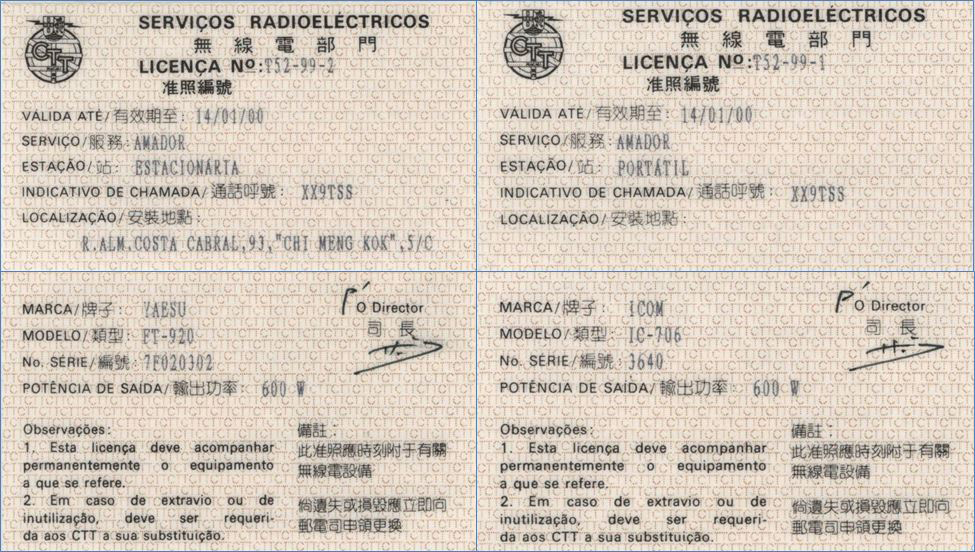 CTT
SERVIÇOS RADIOELÉCTRICOS
無線電部門
LICENÇA Nº:T52-99-2
准照編號
VÁLIDA ATÉ/有效期至: 14/01/00
SERVIÇO/服務:AMADOR
ESTAÇÃO/站: ESTACIONÁRIA
INDICATIVO DE CHAMADA/通話呼號: XX9TSS
LOCALIZAÇÃO/安裝地點:
R.ALM.COSTA CABRAL,93,"CHI MENG KOK",5/C
MARCA/牌子: YAESU
MODELO/類型: FT-920
No. SÉRIE/編號:7F020302
POTÊNCIA DE SAÍDA/輸出功率: 600 W
P'O Director
司長
Observações:
1. Esta licença deve acompanhar
permanentemente o equipamento
a que se refere.
2. Em caso de extravio ou de
inutilização, deve ser requeri-
da aos CTT a sua substituição.
備註:
此准照應時刻附于有關
無線電設備
倘遺失或損毀應立即向
郵電司申領更換
CTT
SERVIÇOS RADIOELÉCTRICOS
無線電部門
LICENÇA Nº:T52-99-1
准照編號
VÁLIDA ATÉ/有效期至: 14/01/00
SERVIÇO/服務:AMADOR
ESTAÇÃO/站: PORTÁTIL
INDICATIVO DE CHAMADA/通話呼號: XX9TSS
LOCALIZAÇÃO/安裝地點:
MARCA/牌子: ICOM
MODELO/類型: IC-706
No. SÉRIE/編號:3640
POTÊNCIA DE SAÍDA/輸出功率: 600 W
P'O Director
司長
Observações:
1. Esta licença deve acompanhar
permanentemente o equipamento
a que se refere.
2. Em caso de extravio ou de
inutilização, deve ser requeri-
da aos CTT a sua substituição.
備註:
此准照應時刻附于有關
無線電設備
倘遺失或損毀應立即向
郵電司申領更換